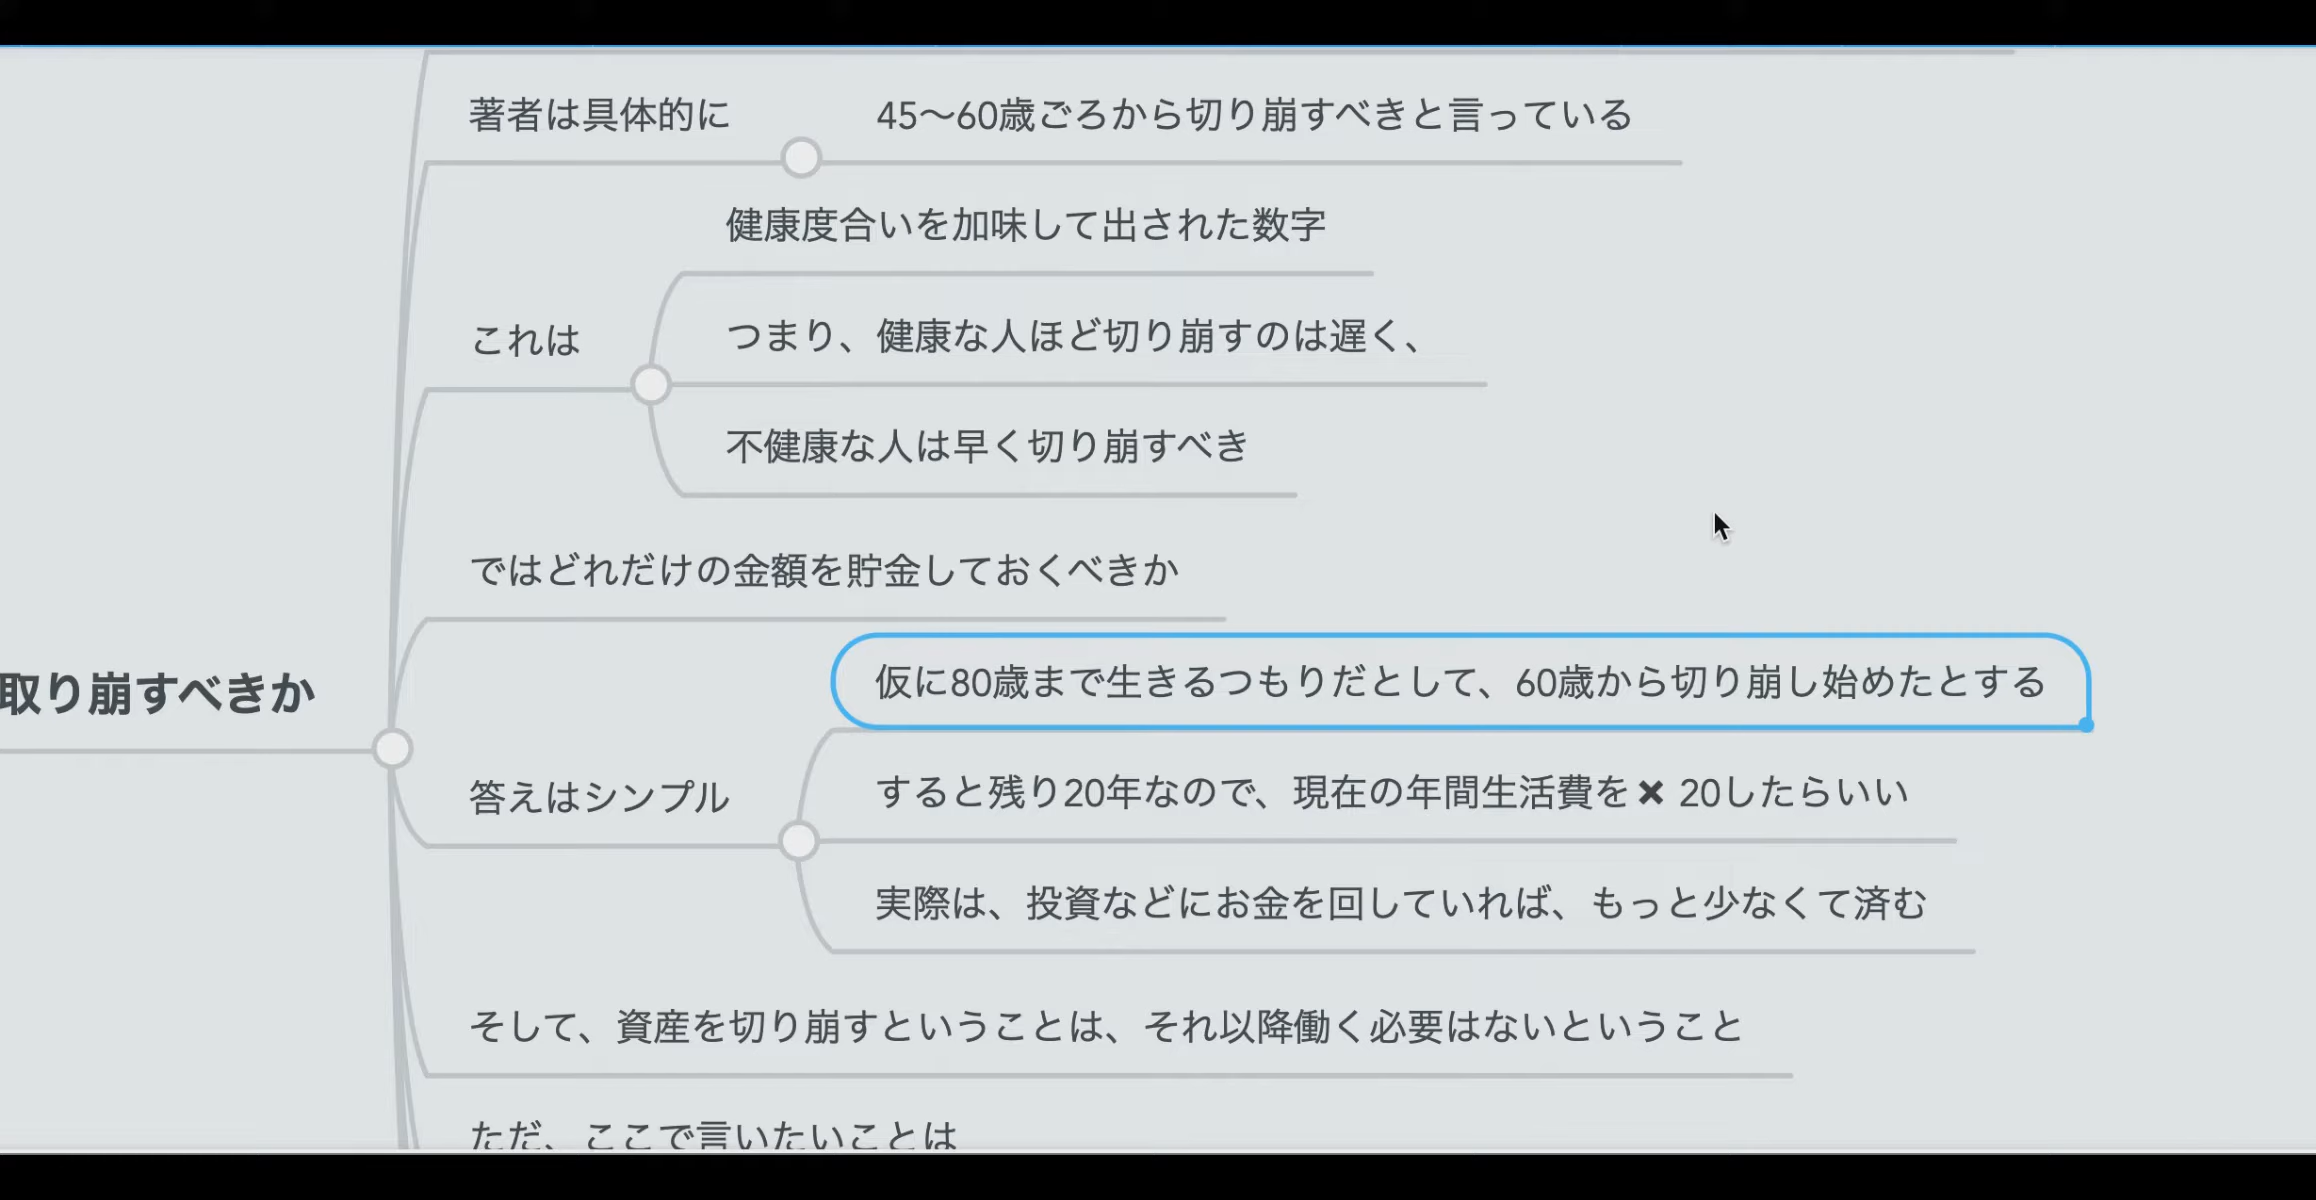 著者は具体的に
45〜60歳ごろから切り崩すべきと言っている
これは
健康度合いを加味して出された数字
つまり、健康な人ほど切り崩すのは遅く、
不健康な人は早く切り崩すべき
ではどれだけの金額を貯金しておくべきか
取り崩すべきか
答えはシンプル
仮に80歳まで生きるつもりだとして、60歳から切り崩し始めたとする
すると残り20年なので、現在の年間生活費を✖ 20したらいい
実際は、投資などにお金を回していれば、もっと少なくて済む
そして、資産を切り崩すということは、それ以降働く必要はないということ
ただ、ここで言いたいことは